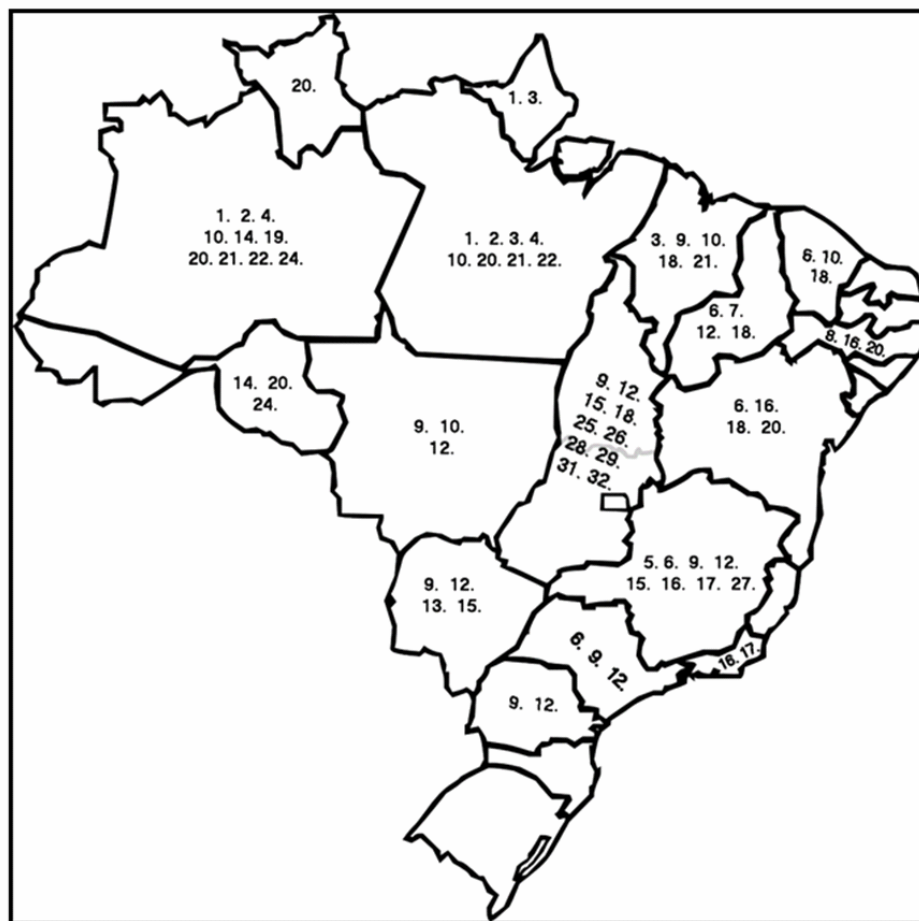 20.
1. 3.
1. 2. 4.
10. 14. 19.
20. 21. 22. 24.
1. 2. 3. 4.
10. 20. 21. 22.
3. 9. 10.
18. 21.
6. 10.
18.
6. 7.
12. 18.
8. 16. 20.
14. 20.
24.
9. 10.
12.
9. 12.
15. 18.
25. 26.
28. 29.
31. 32.
6. 16.
18. 20.
5. 6. 9. 12.
15. 16. 17. 27.
9. 12.
13. 15.
6. 9. 12.
16. 17.
9. 12.